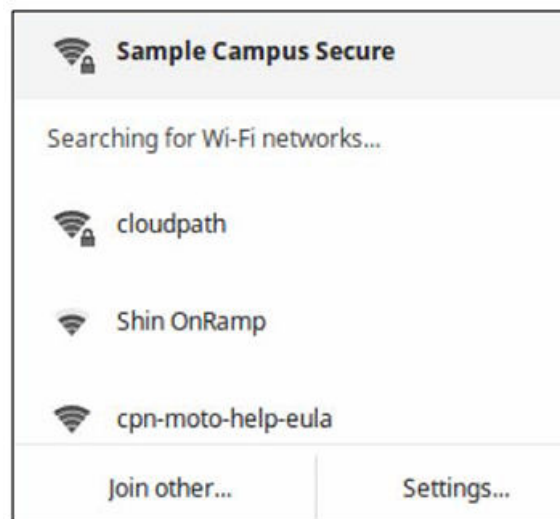 Sample Campus Secure
Searching for Wi-Fi networks...
cloudpath
Shin OnRamp
cpn-moto-help-eula
Join other... Settings...